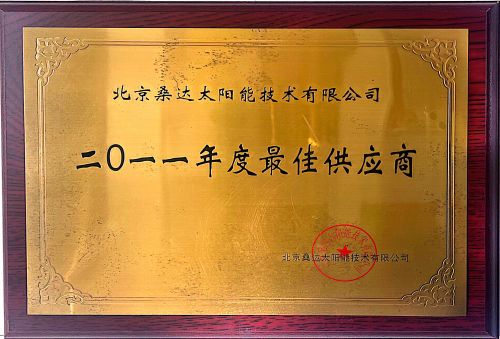 北京桑达太阳能技术有限公司
二〇一一年度最佳供应商
北京桑达太阳能技术有限公司